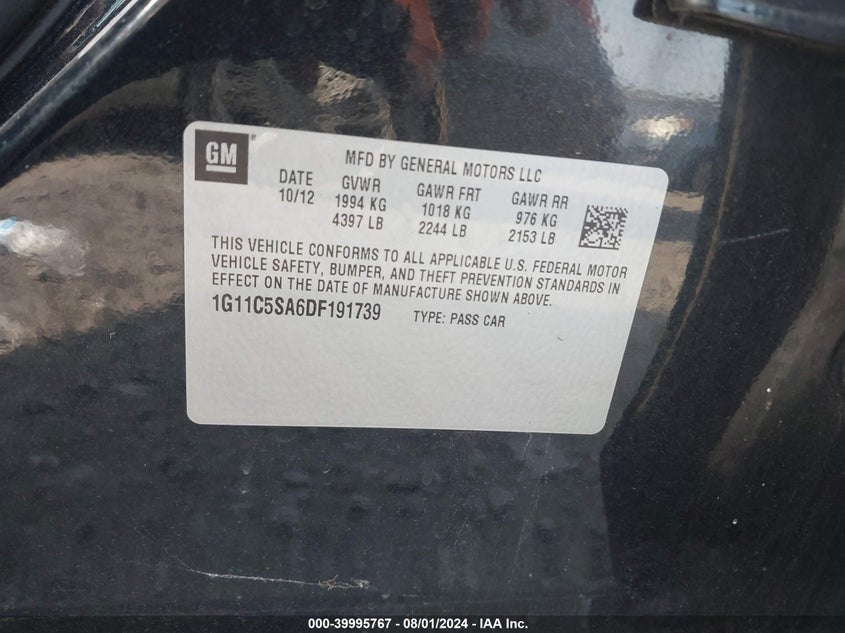 GM ®
MFD BY GENERAL MOTORS LLC
DATE GVWR GAWR FRT GAWR RR
10/12 1994 KG 1018 KG 976 KG
4397 LB 2244 LB 2153 LB
THIS VEHICLE CONFORMS TO ALL APPLICABLE U.S. FEDERAL MOTOR
VEHICLE SAFETY, BUMPER, AND THEFT PREVENTION STANDARDS IN
EFFECT ON THE DATE OF MANUFACTURE SHOWN ABOVE.
1G11C5SA6DF191739 TYPE: PASS CAR
000-39995767 - 08/01/2024 - IAA Inc.